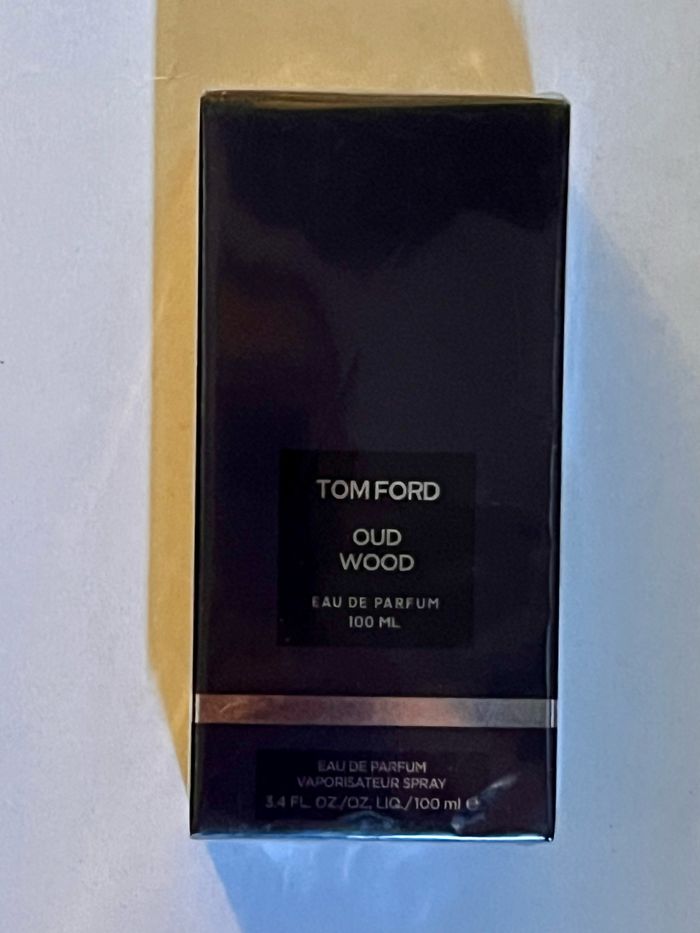 TOM FORD
OUD
WOOD
EAU DE PARFUM
100 ML
EAU DE PARFUM
VAPORISATEUR SPRAY
3.4 FL. OZ./OZ. LIQ./100 ml ℮